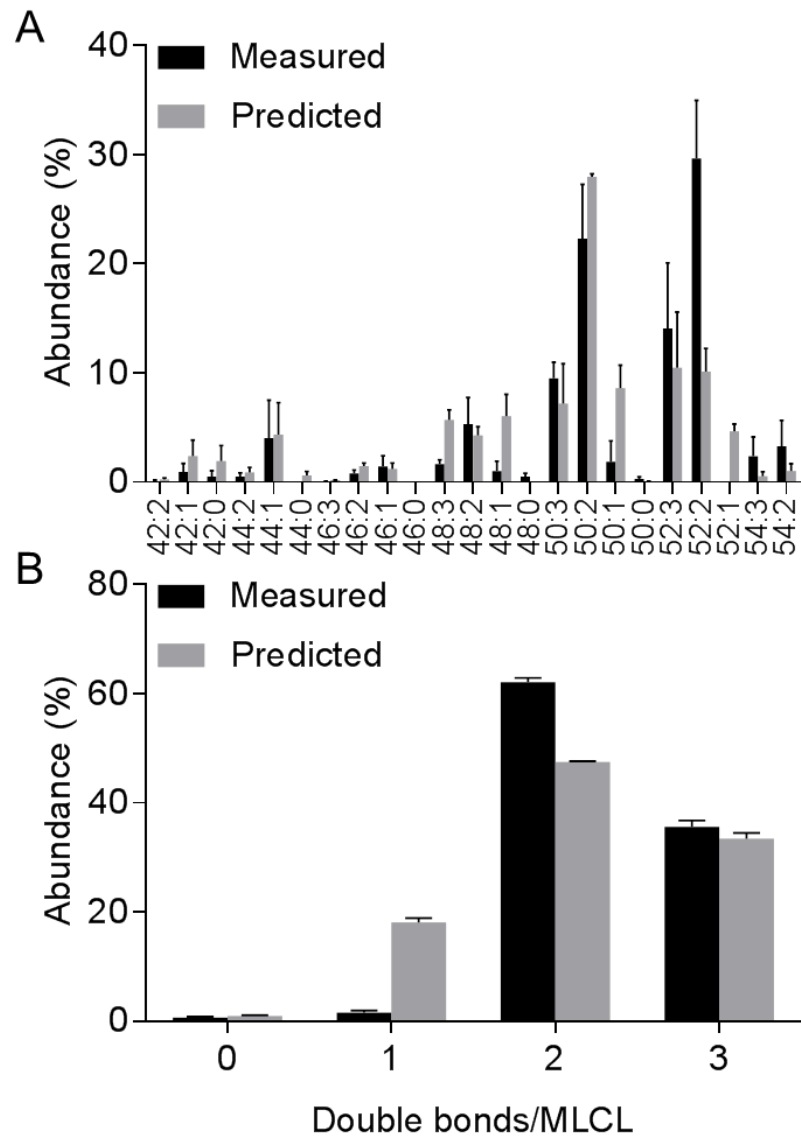 A
Abundance (%)
40
30
20
10
0
Measured
Predicted
42:2 42:1 42:0 44:2 44:1 44:0 46:3 46:2 46:1 46:0 48:3 48:2 48:1 48:0 50:3 50:2 50:1 50:0 52:3 52:2 52:1 54:3 54:2
B
Abundance (%)
80
60
40
20
0
Measured
Predicted
0 1 2 3
Double bonds/MLCL